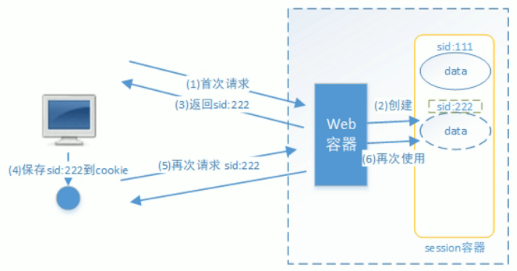 sid:111
data
(1)首次请求
(3)返回sid:222
(2)创建
sid:222
Web
容器
data
(4)保存sid:222到cookie
(5)再次请求 sid:222
(6)再次使用
session容器